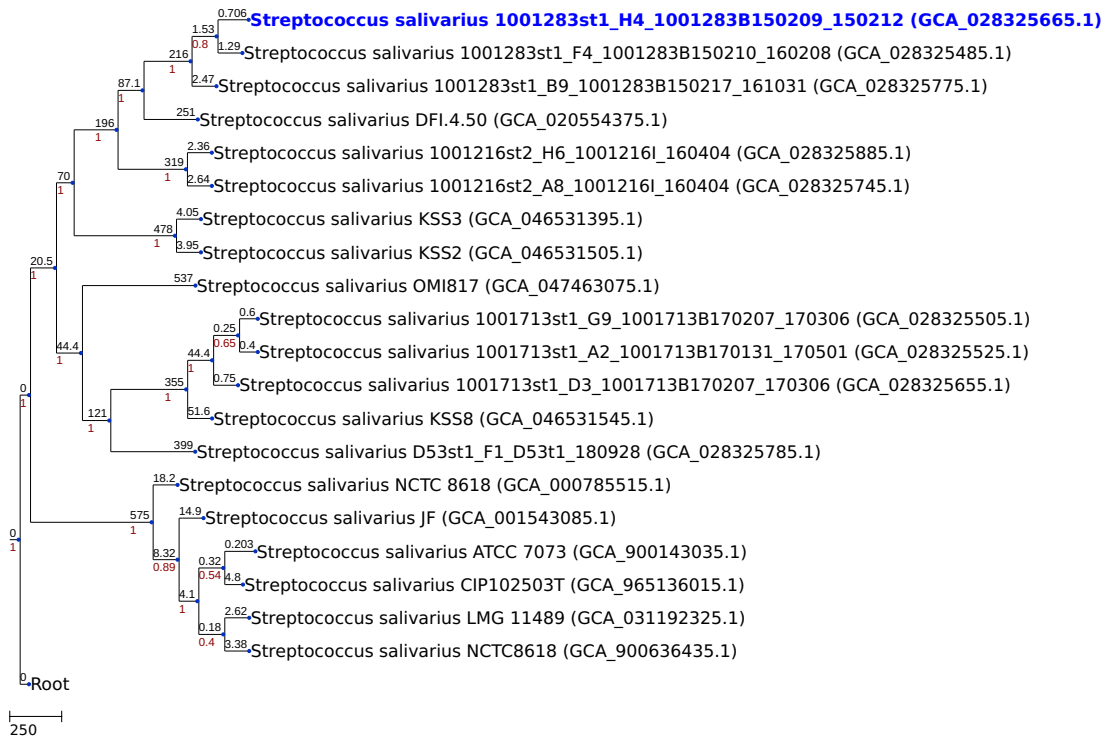 0.706
Streptococcus salivarius 1001283st1_H4_1001283B150209_150212 (GCA_028325665.1)
1.53
0.8
1.29
Streptococcus salivarius 1001283st1_F4_1001283B150210_160208 (GCA_028325485.1)
216
1
2.47
Streptococcus salivarius 1001283st1_B9_1001283B150217_161031 (GCA_028325775.1)
87.1
1
251
Streptococcus salivarius DFI.4.50 (GCA_020554375.1)
196
1
2.36
Streptococcus salivarius 1001216st2_H6_1001216I_160404 (GCA_028325885.1)
319
1
2.64
Streptococcus salivarius 1001216st2_A8_1001216I_160404 (GCA_028325745.1)
70
1
4.05
Streptococcus salivarius KSS3 (GCA_046531395.1)
478
1
3.95
Streptococcus salivarius KSS2 (GCA_046531505.1)
20.5
1
537
Streptococcus salivarius OMI817 (GCA_047463075.1)
0.6
Streptococcus salivarius 1001713st1_G9_1001713B170207_170306 (GCA_028325505.1)
0.25
0.65
0.4
Streptococcus salivarius 1001713st1_A2_1001713B170131_170501 (GCA_028325525.1)
44.4
1
44.4
1
0.75
Streptococcus salivarius 1001713st1_D3_1001713B170207_170306 (GCA_028325655.1)
355
1
0
1
51.6
Streptococcus salivarius KSS8 (GCA_046531545.1)
121
1
399
Streptococcus salivarius D53st1_F1_D53t1_180928 (GCA_028325785.1)
18.2
Streptococcus salivarius NCTC 8618 (GCA_000785515.1)
575
1
14.9
Streptococcus salivarius JF (GCA_001543085.1)
0
1
8.32
0.89
0.203
Streptococcus salivarius ATCC 7073 (GCA_900143035.1)
0.32
0.54
4.8
Streptococcus salivarius CIP102503T (GCA_965136015.1)
4.1
1
2.62
Streptococcus salivarius LMG 11489 (GCA_031192325.1)
0.18
0.4
3.38
Streptococcus salivarius NCTC8618 (GCA_900636435.1)
0
Root
250